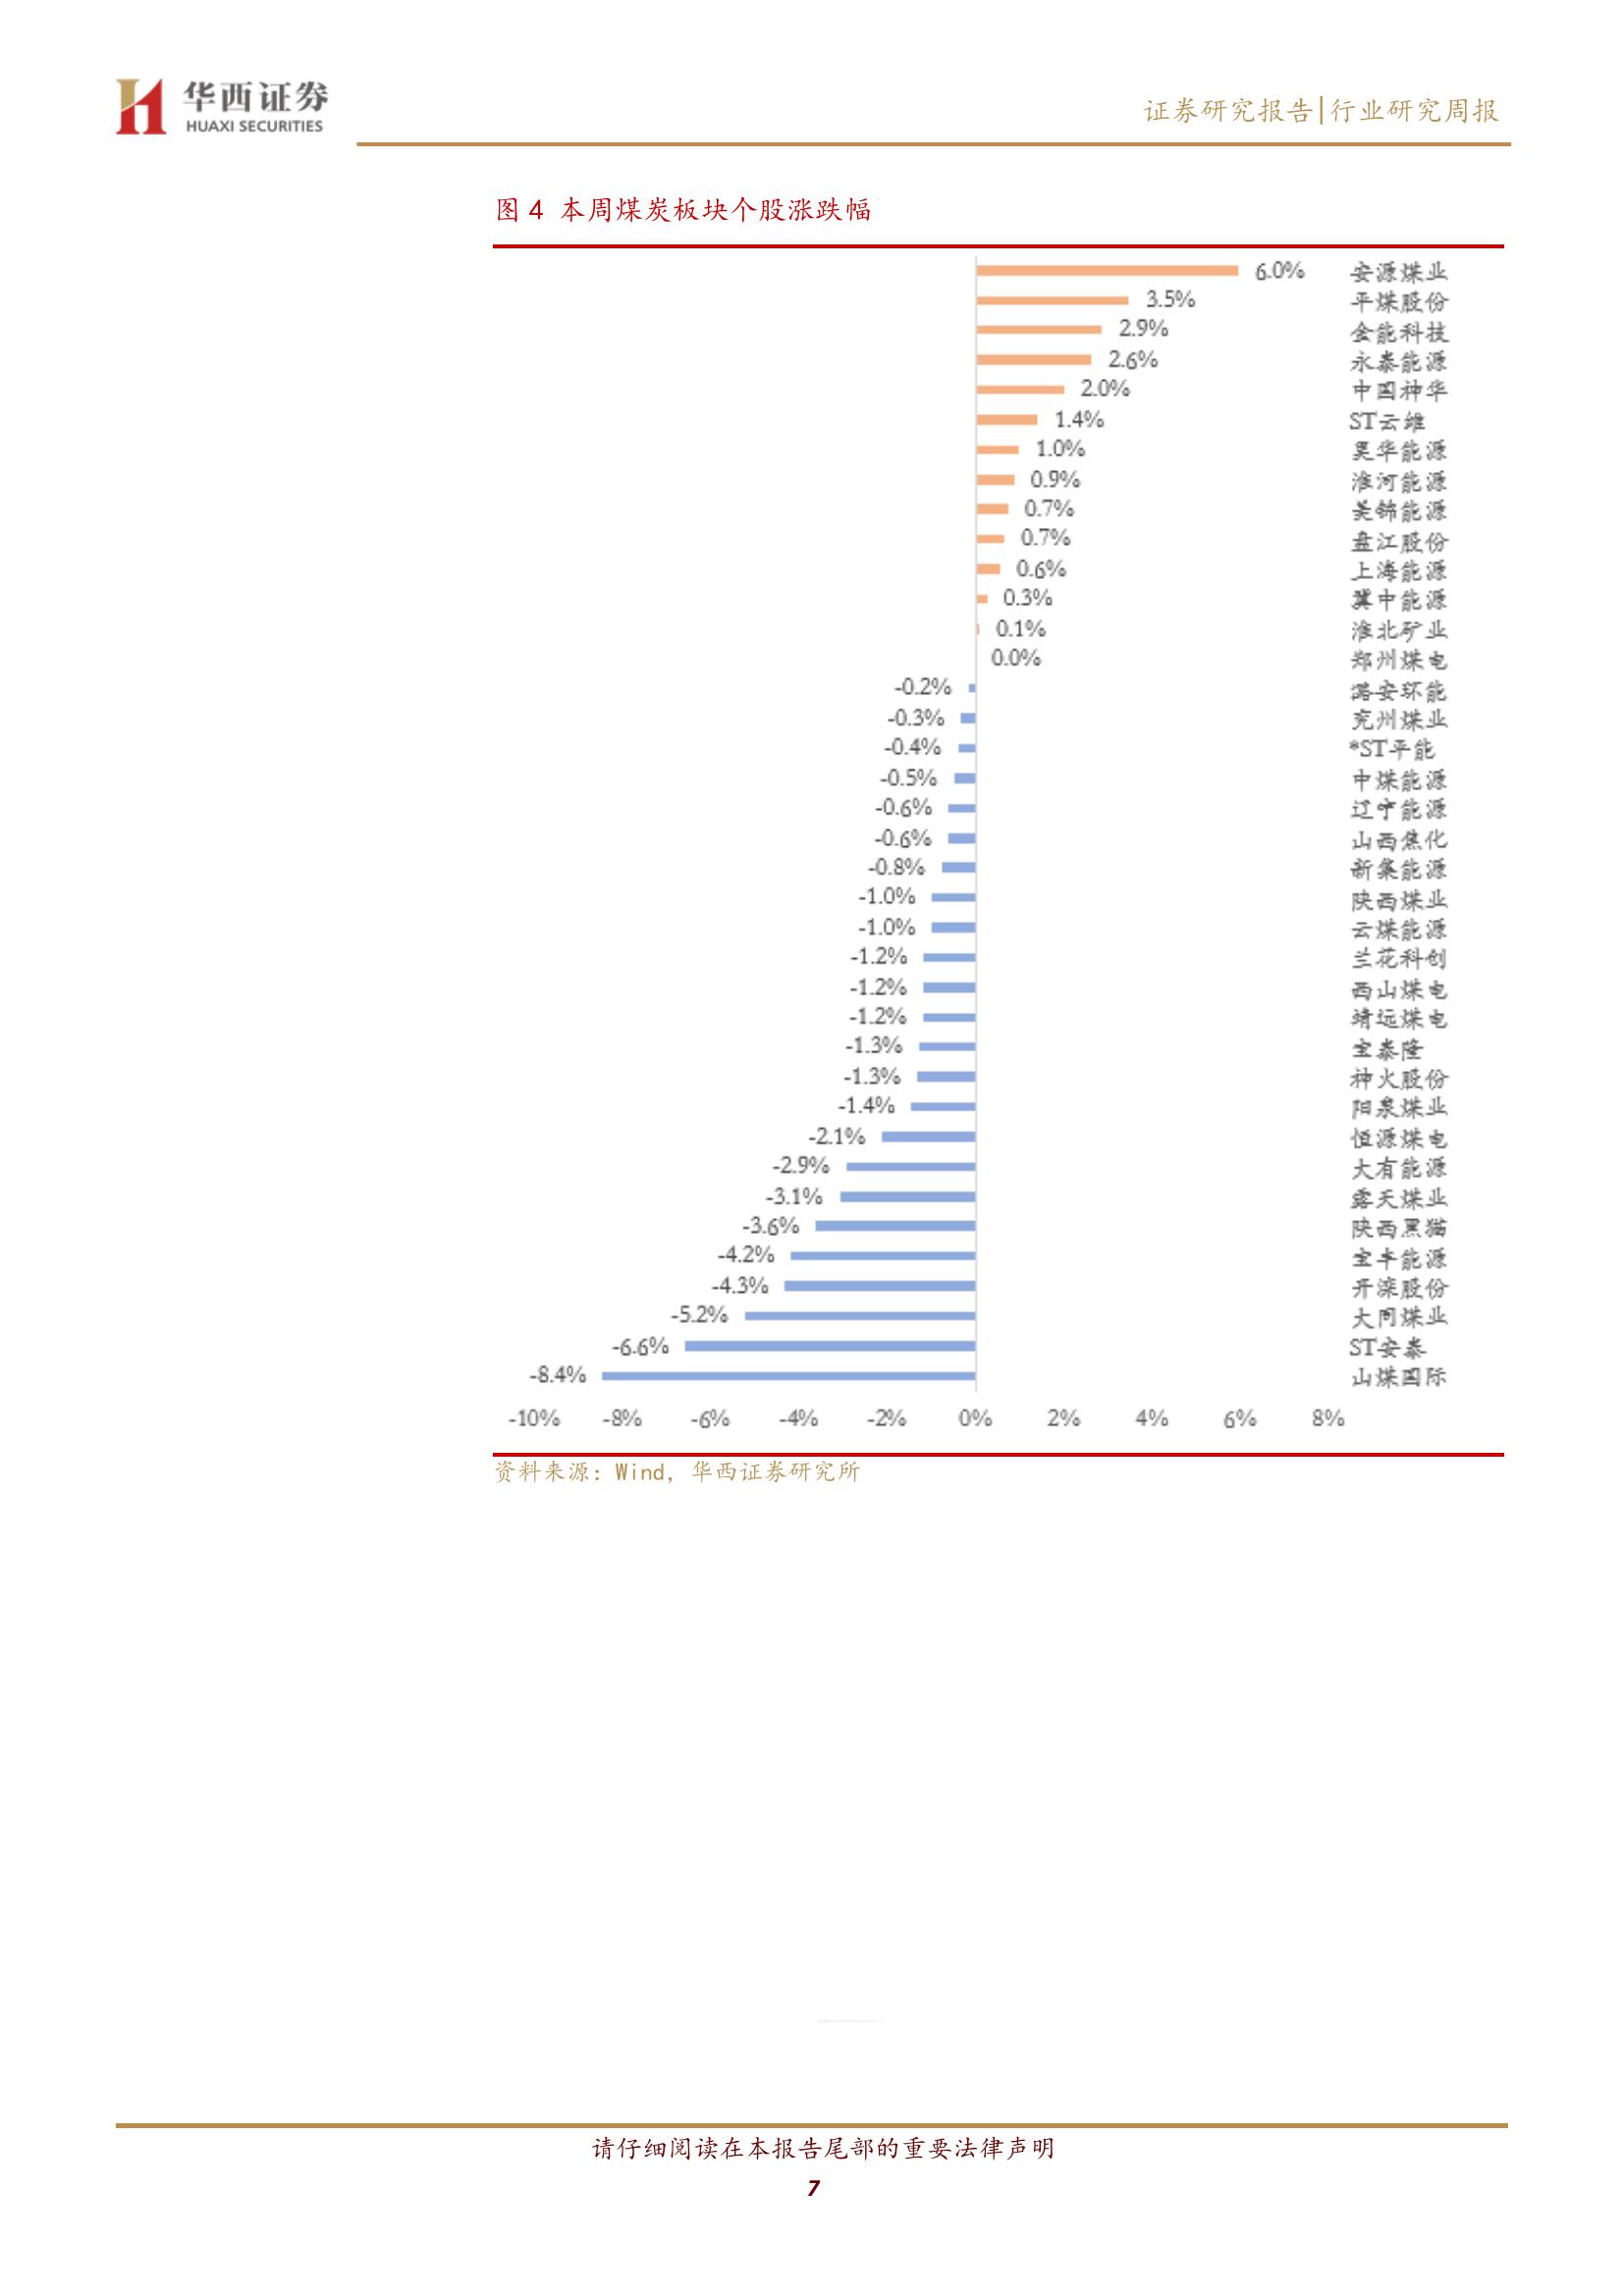 华西证券
HUAXI SECURITIES
证券研究报告|行业研究周报
图 4 本周煤炭板块个股涨跌幅
6.0% 安源煤业
3.5% 平煤股份
2.9% 金能科技
2.6% 永泰能源
2.0% 中国神华
1.4% ST云维
1.0% 昊华能源
0.9% 淮河能源
0.7% 美锦能源
0.7% 盘江股份
0.6% 上海能源
0.3% 冀中能源
0.1% 淮北矿业
0.0% 郑州煤电
-0.2% 潞安环能
-0.3% 兖州煤业
-0.4% *ST平能
-0.5% 中煤能源
-0.6% 辽宁能源
-0.6% 山西焦化
-0.8% 新集能源
-1.0% 陕西煤业
-1.0% 云煤能源
-1.2% 兰花科创
-1.2% 西山煤电
-1.2% 靖远煤电
-1.3% 宝泰隆
-1.3% 神火股份
-1.4% 阳泉煤业
-2.1% 恒源煤电
-2.9% 大有能源
-3.1% 露天煤业
-3.6% 陕西黑猫
-4.2% 宝丰能源
-4.3% 开滦股份
-5.2% 大同煤业
-6.6% ST安泰
-8.4% 山煤国际
-10% -8% -6% -4% -2% 0% 2% 4% 6% 8%
资料来源：Wind，华西证券研究所
请仔细阅读在本报告尾部的重要法律声明
7